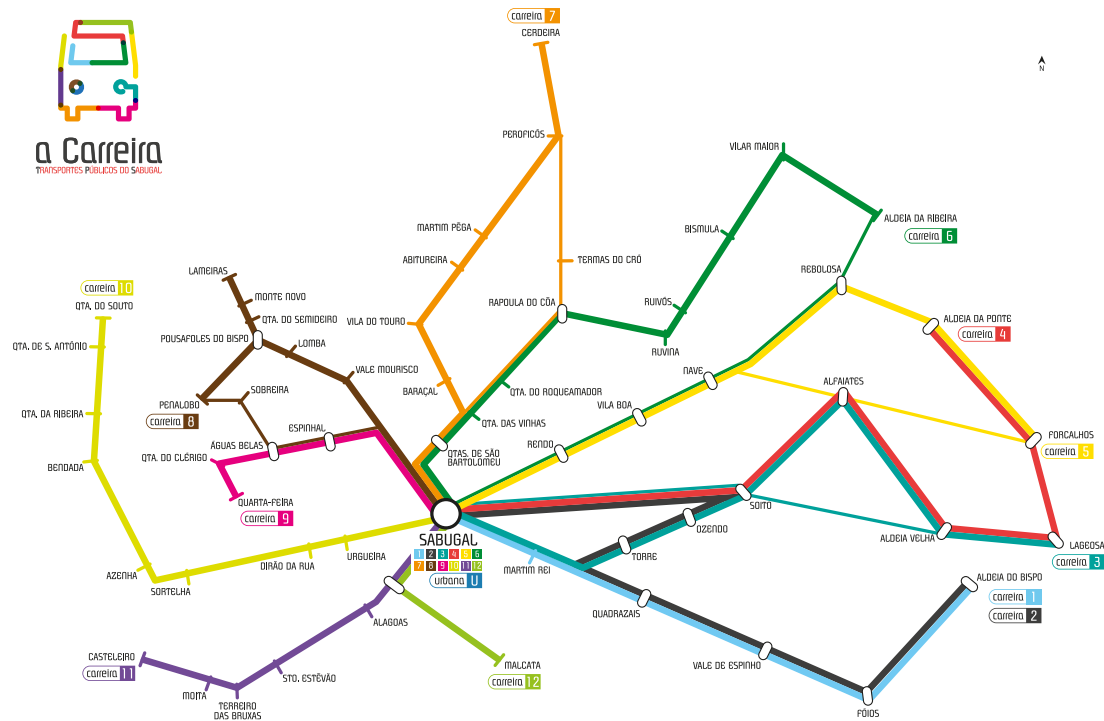 carreira 7
CERDEIRA
N
a Carreira
TRANSPORTES PÚBLICOS DO SABUGAL
PEROFICÓS
VILAR MAIOR
ALDEIA DA RIBEIRA
carreira 6
MARTIM PÊGA
BISMULA
ABITUREIRA
TERMAS DO CRÓ
REBOLOSA
LAMEIRAS
carreira 10
QTA. DO SOUTO
MONTE NOVO
RAPOULA DO CÔA
RUIVÓS
QTA. DO SEMIDEIRO
VILA DO TOURO
ALDEIA DA PONTE
carreira 4
POUSAFOLES DO BISPO
LOMBA
QTA. DE S. ANTÓNIO
RUVINA
VALE MOURISCO
NAVE
ALFAIATES
SOBREIRA
BARAÇAL
QTA. DO ROQUEAMADOR
PENALOBO
carreira 8
VILA BOA
QTA. DA RIBEIRA
ESPINHAL
QTA. DAS VINHAS
FORCALHOS
carreira 5
ÁGUAS BELAS
RENDO
QTAS. DE SÃO
BARTOLOMEU
QTA. DO CLÉRIGO
BENDADA
QUARTA-FEIRA
carreira 9
SOITO
OZENDO
SABUGAL
1 2 3 4 5 6
7 8 9 10 11 12
urbana U
ALDEIA VELHA
LAGEOSA
carreira 3
URGUEIRA
TORRE
DIRÃO DA RUA
MARTIM REI
AZENHA
SORTELHA
ALDEIA DO BISPO
carreira 1
carreira 2
QUADRAZAIS
ALAGOAS
CASTELEIRO
carreira 11
MALCATA
carreira 12
VALE DE ESPINHO
STO. ESTÊVÃO
MOITA
TERREIRO
DAS BRUXAS
FÓIOS